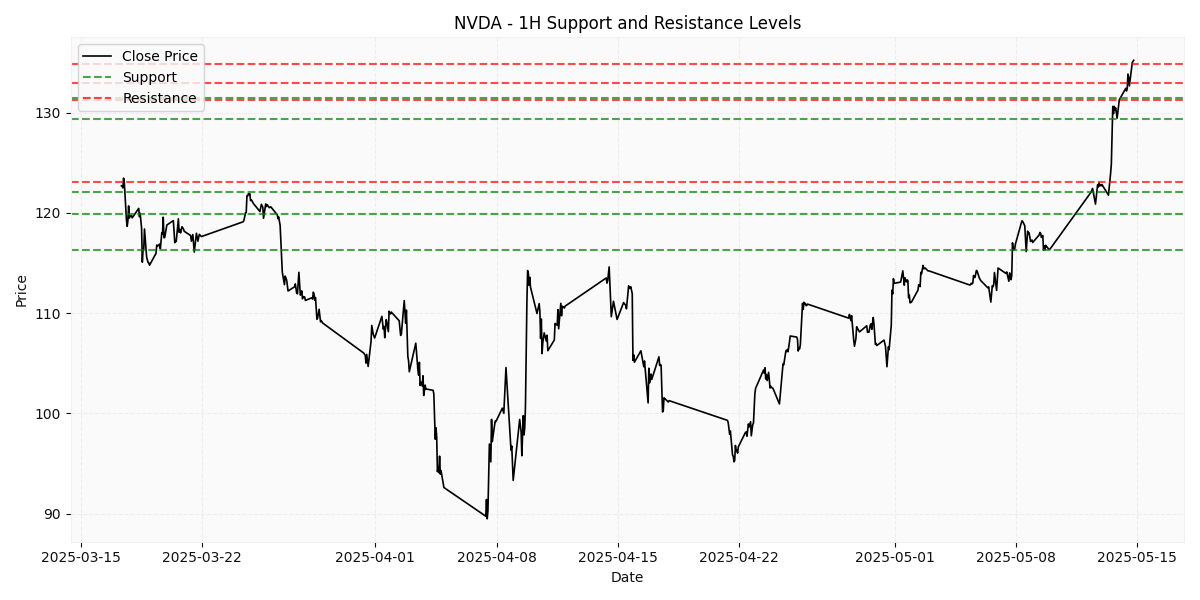 NVDA - 1H Support and Resistance Levels
Close Price
Support
Resistance
Price
130
120
110
100
90
2025-03-15 2025-03-22 2025-04-01 2025-04-08 2025-04-15 2025-04-22 2025-05-01 2025-05-08 2025-05-15
Date